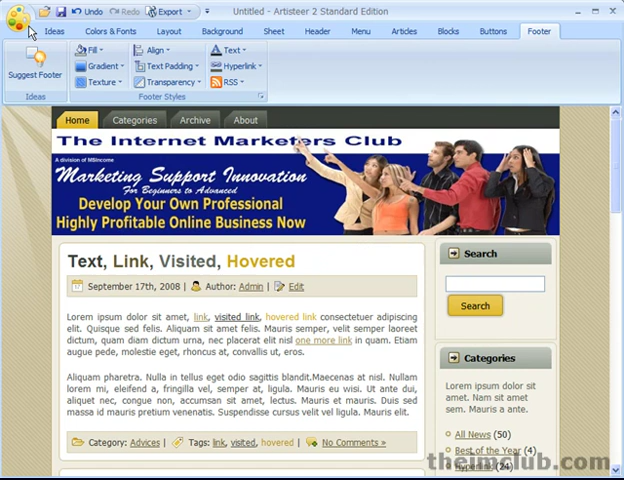 Undo
Export
Untitled - Artisteer 2 Standard Edition
Ideas Colors & Fonts Layout Background Sheet Header Menu Articles Blocks Buttons Footer
Suggest Footer
Fill Align Text
Gradient Text Padding Hyperlink
Texture Transparency RSS
Ideas Footer Styles
Home Categories Archive About
The Internet Marketers Club
A division of MSIncome
Marketing Support Innovation
For Beginners to Advanced
Develop Your Own Professional
Highly Profitable Online Business Now
Text, Link, Visited, Hovered
September 17th, 2008 | Author: Admin | Edit
Lorem ipsum dolor sit amet, link, visited link, hovered link consectetuer adipiscing
elit. Quisque sed felis. Aliquam sit amet felis. Mauris semper, velit semper laoreet
dictum, quam diam dictum urna, nec placerat elit nisl one more link in quam. Etiam
augue pede, molestie eget, rhoncus at, convallis ut, eros.
Aliquam pharetra. Nulla in tellus eget odio sagittis blandit.Maecenas at nisl. Nullam
lorem mi, eleifend a, fringilla vel, semper at, ligula. Mauris eu wisi. Ut ante dui,
aliquet nec, congue non, accumsan sit amet, lectus. Mauris et mauris. Duis sed
massa id mauris pretium venenatis. Suspendisse cursus velit vel ligula. Mauris elit.
Category: Advices | Tags: link, visited, hovered | No Comments »
Search
Search
Categories
Lorem ipsum dolor sit
amet. Nam sit amet sem.
Mauris a ante.
All News (50)
Best of the Year (4)
Hyperlink (24)
theimclub.com